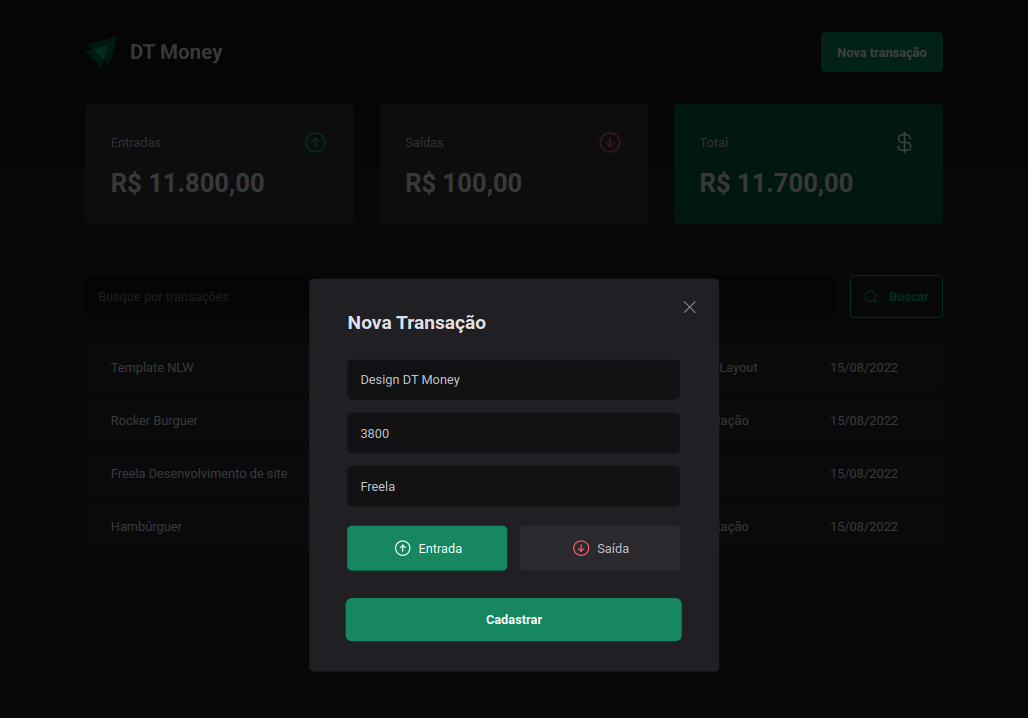 DT Money
Nova transação
Entradas
R$ 11.800,00
Saídas
R$ 100,00
Total
$
R$ 11.700,00
Busque por transações
Buscar
Nova Transação
Design DT Money
3800
Freela
Entrada
Saída
Cadastrar
Template NLW
Layout
15/08/2022
Rocker Burguer
tação
15/08/2022
Freela Desenvolvimento de site
15/08/2022
Hambúrguer
tação
15/08/2022